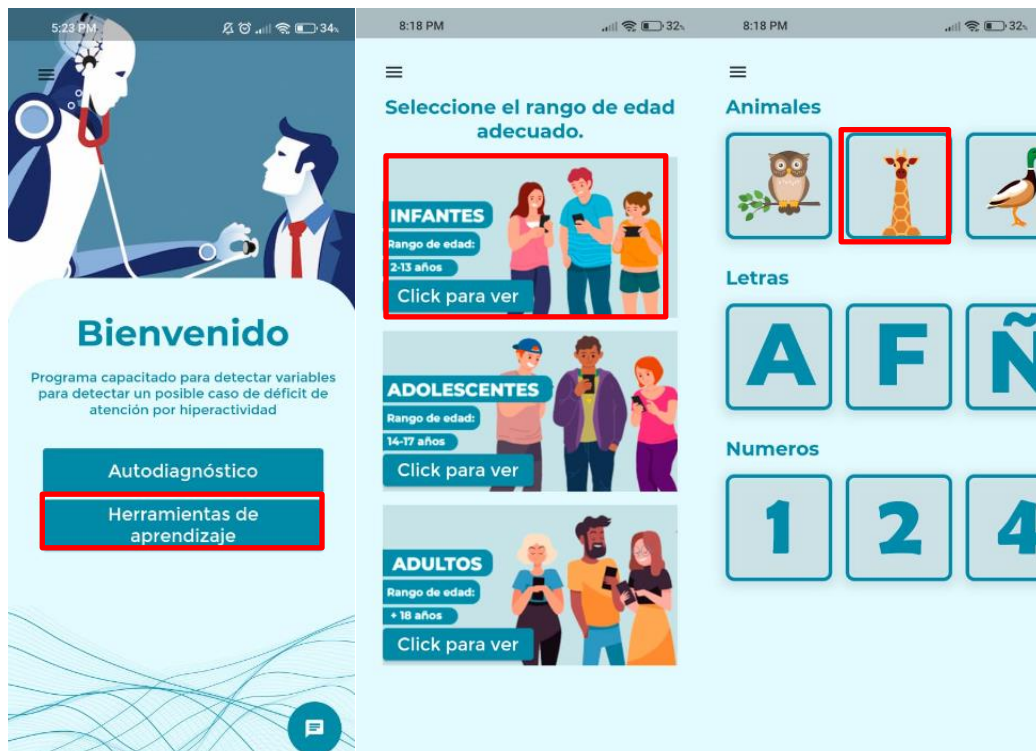 5:23 PM
34%
Bienvenido
Programa capacitado para detectar variables
para detectar un posible caso de déficit de
atención por hiperactividad
Autodiagnóstico
Herramientas de
aprendizaje
8:18 PM
32%
Seleccione el rango de edad
adecuado.
INFANTES
Rango de edad:
2-13 años
Click para ver
ADOLESCENTES
Rango de edad:
14-17 años
Click para ver
ADULTOS
Rango de edad:
+ 18 años
Click para ver
8:18 PM
32%
Animales
Letras
A F Ñ
Numeros
1 2 4